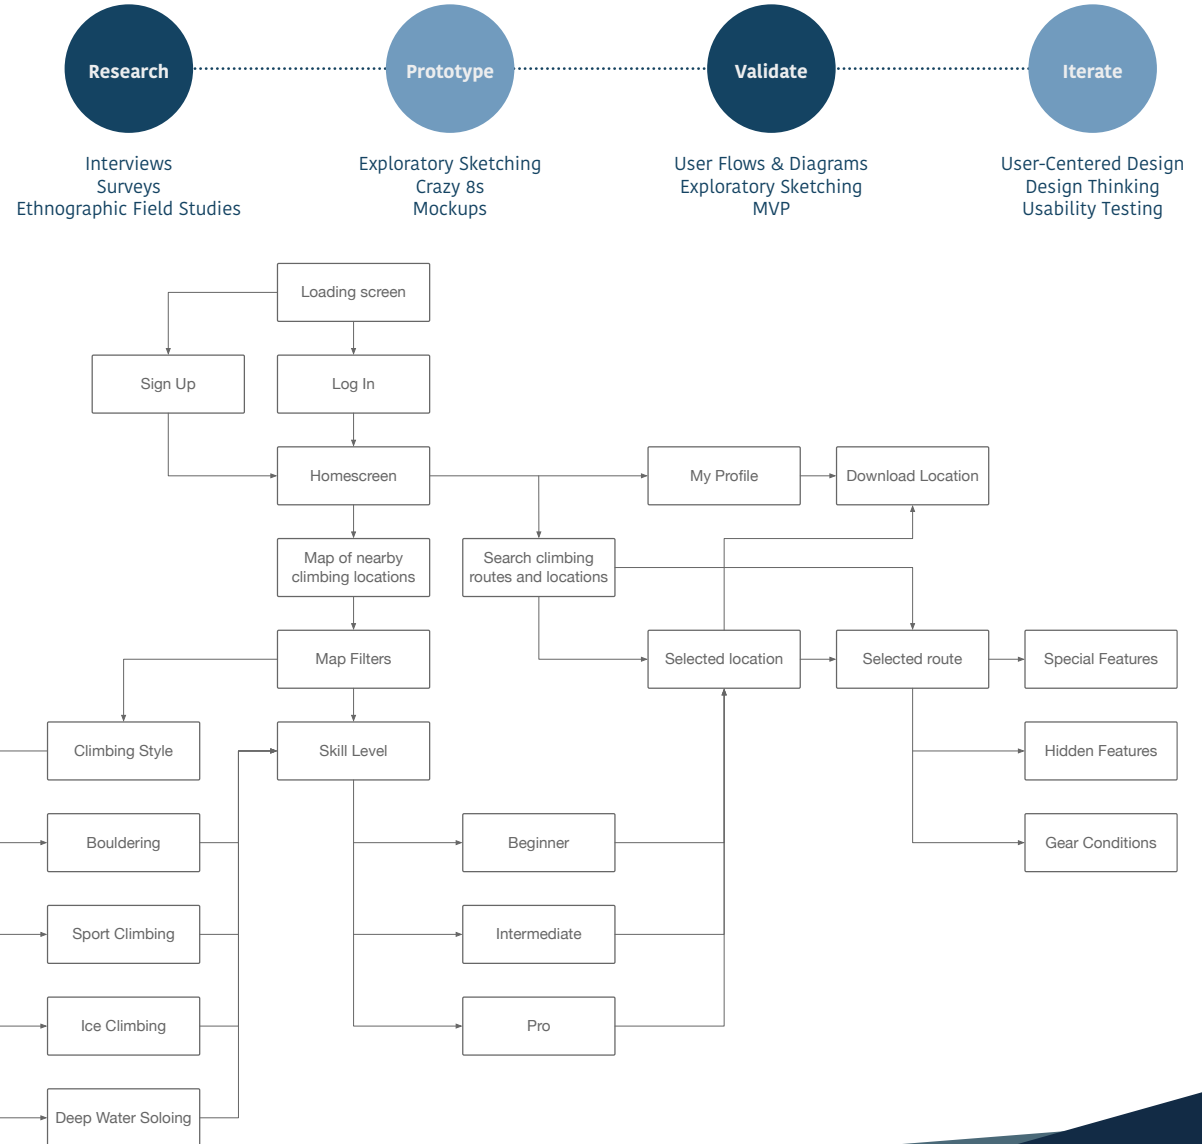 Research
Prototype
Validate
Iterate
Interviews
Surveys
Ethnographic Field Studies
Exploratory Sketching
Crazy 8s
Mockups
User Flows & Diagrams
Exploratory Sketching
MVP
User-Centered Design
Design Thinking
Usability Testing
Loading screen
Sign Up
Log In
Homescreen
My Profile
Download Location
Map of nearby
climbing locations
Search climbing
routes and locations
Map Filters
Selected location
Selected route
Special Features
Climbing Style
Skill Level
Hidden Features
Bouldering
Beginner
Gear Conditions
Sport Climbing
Intermediate
Ice Climbing
Pro
Deep Water Soloing